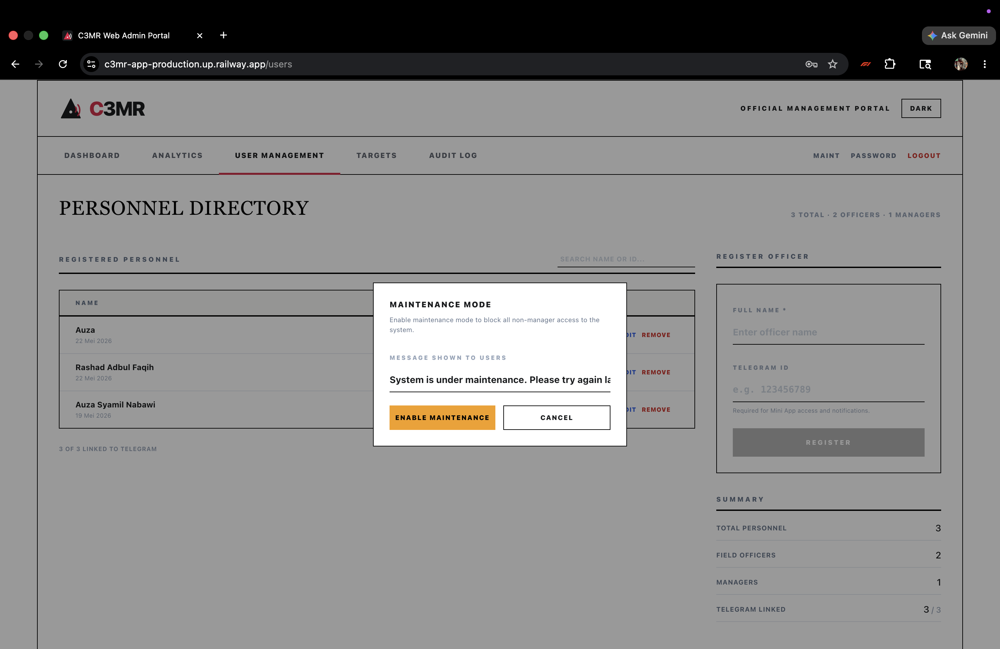 C3MR Web Admin Portal
Ask Gemini
c3mr-app-production.up.railway.app/users
C3MR
OFFICIAL MANAGEMENT PORTAL
DARK
DASHBOARD
ANALYTICS
USER MANAGEMENT
TARGETS
AUDIT LOG
MAINT
PASSWORD
LOGOUT
PERSONNEL DIRECTORY
3 TOTAL · 2 OFFICERS · 1 MANAGERS
REGISTERED PERSONNEL
SEARCH NAME OR ID...
NAME
Auza
22 Mei 2026
REMOVE
Rashad Adbul Faqih
22 Mei 2026
REMOVE
Auza Syamil Nabawi
19 Mei 2026
REMOVE
3 OF 3 LINKED TO TELEGRAM
MAINTENANCE MODE
Enable maintenance mode to block all non-manager access to the
system.
MESSAGE SHOWN TO USERS
System is under maintenance. Please try again la
ENABLE MAINTENANCE
CANCEL
REGISTER OFFICER
FULL NAME *
Enter officer name
TELEGRAM ID
e.g. 123456789
Required for Mini App access and notifications.
REGISTER
SUMMARY
TOTAL PERSONNEL 3
FIELD OFFICERS 2
MANAGERS 1
TELEGRAM LINKED 3 / 3